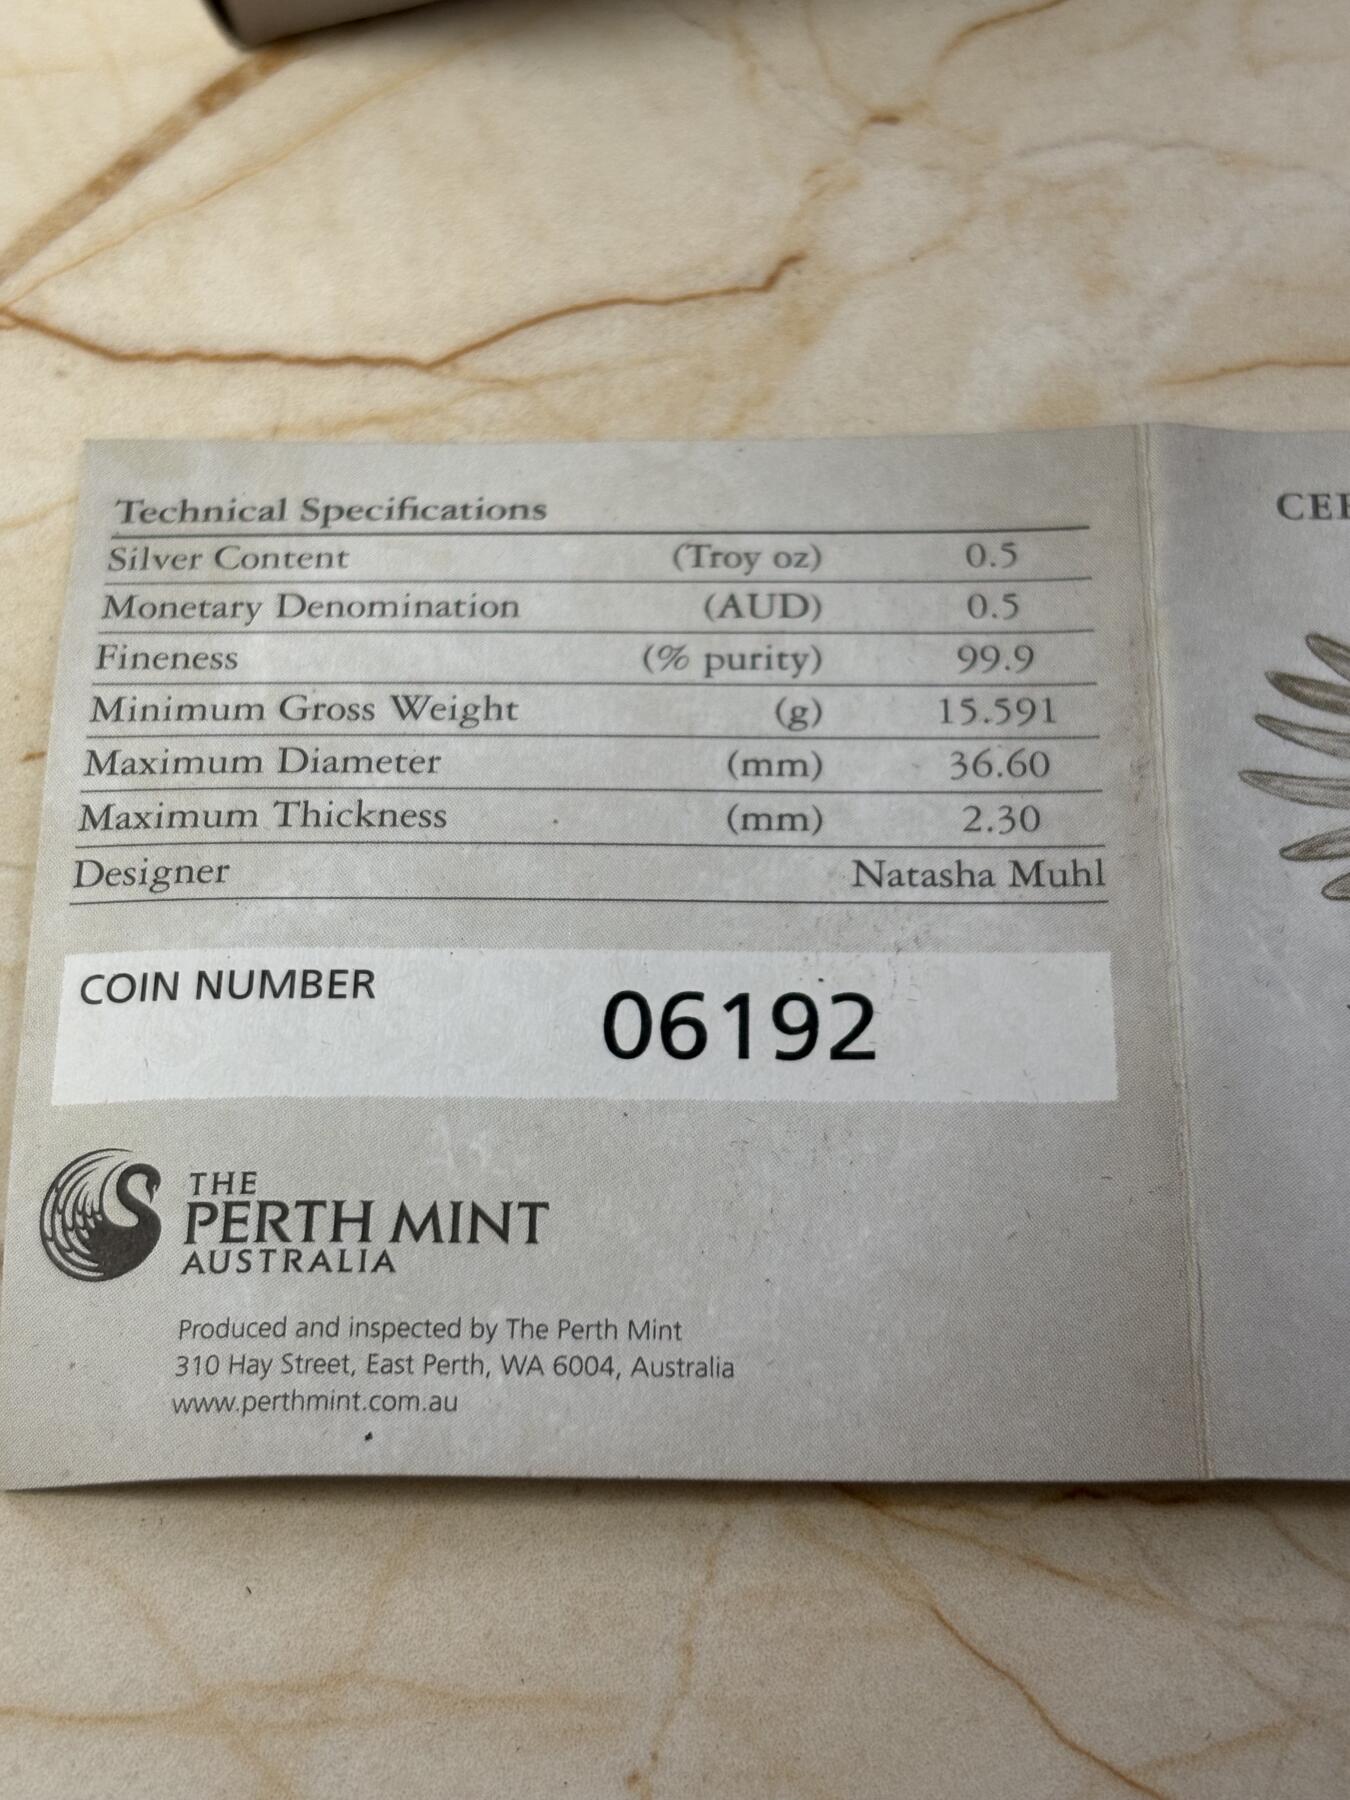 Technical Specifications
Silver Content (Troy oz) 0.5
Monetary Denomination (AUD) 0.5
Fineness (% purity) 99.9
Minimum Gross Weight (g) 15.591
Maximum Diameter (mm) 36.60
Maximum Thickness (mm) 2.30
Designer Natasha Muhl
COIN NUMBER 06192
THE
PERTH MINT
AUSTRALIA
Produced and inspected by The Perth Mint
310 Hay Street, East Perth, WA 6004, Australia
www.perthmint.com.au